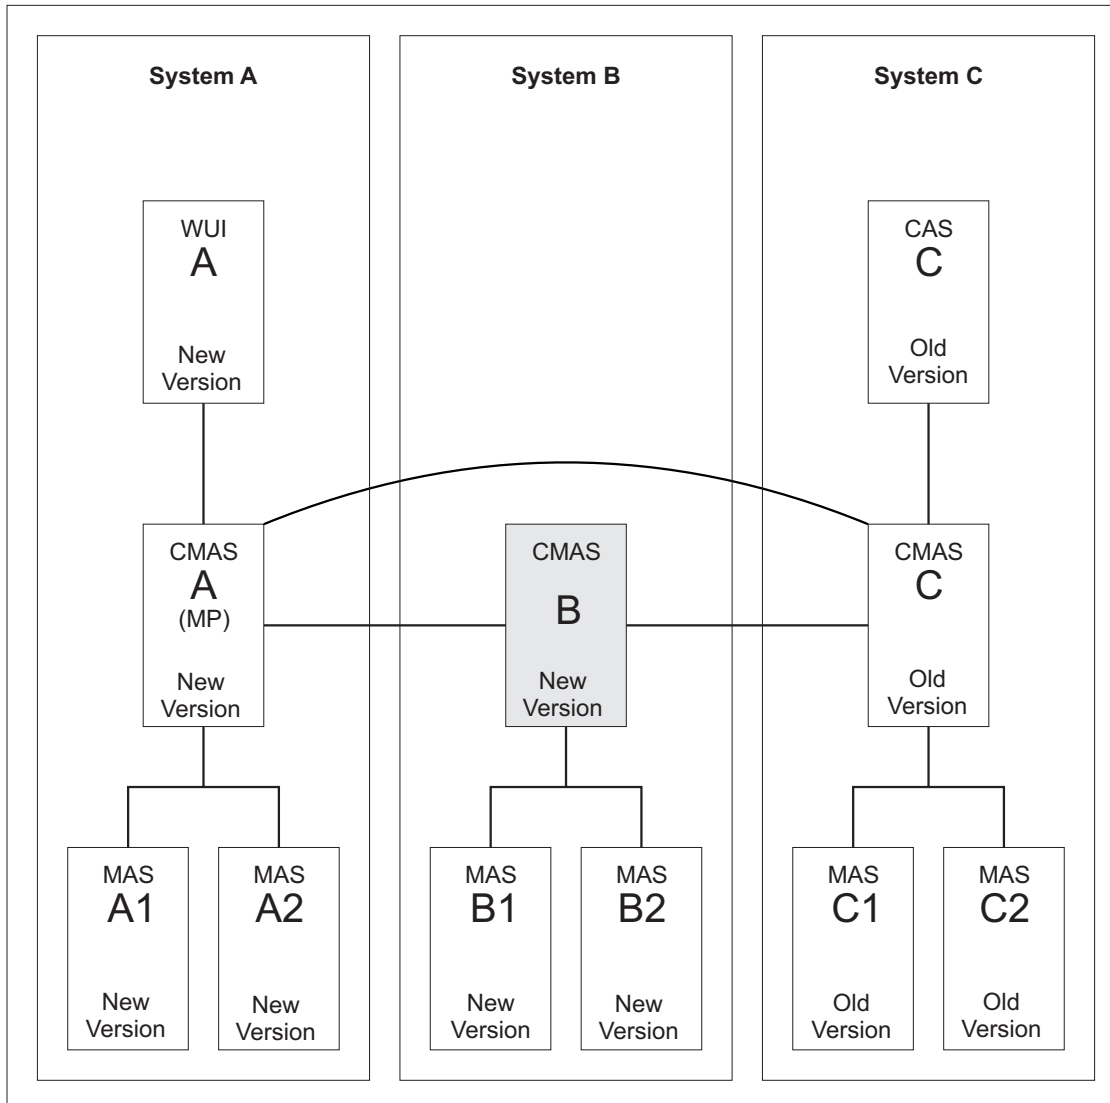 System A
System B
System C
WUI
A
New
Version
CAS
C
Old
Version
CMAS
A
(MP)
New
Version
CMAS
B
New
Version
CMAS
C
Old
Version
MAS
A1
New
Version
MAS
A2
New
Version
MAS
B1
New
Version
MAS
B2
New
Version
MAS
C1
Old
Version
MAS
C2
Old
Version